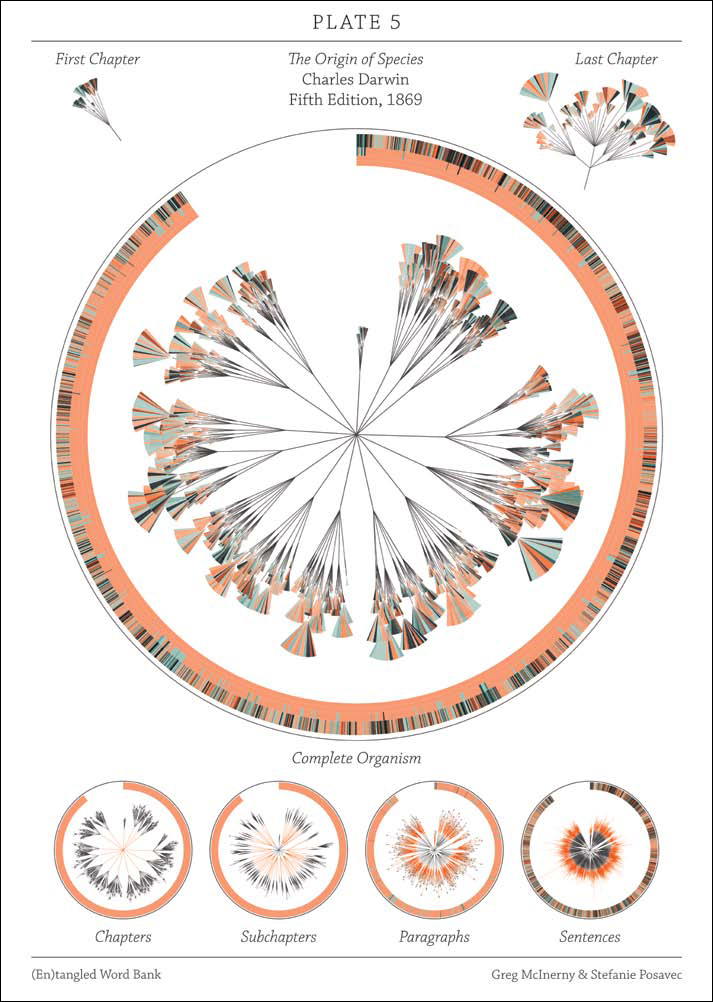 PLATE 5
First Chapter
The Origin of Species
Charles Darwin
Fifth Edition, 1869
Last Chapter
Complete Organism
Chapters
Subchapters
Paragraphs
Sentences
(En)tangled Word Bank
Greg McInerny & Stefanie Posavec